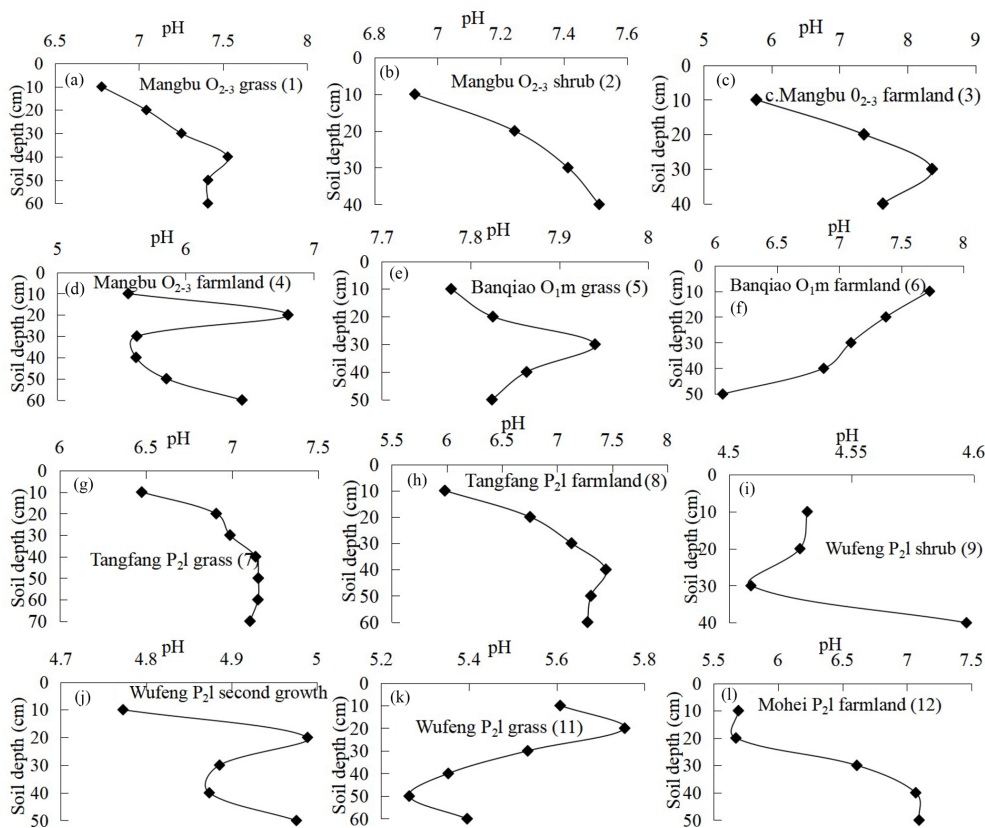 pH
6.5 7 7.5 8
0
10
20
30
40
50
60
Soil depth (cm)
(a)
Mangbu O2-3 grass (1)
pH
6.8 7 7.2 7.4 7.6
0
10
20
30
40
Soil depth (cm)
(b)
Mangbu O2-3 shrub (2)
pH
5 6 7 8 9
0
10
20
30
40
Soil depth (cm)
(c)
c.Mangbu 02-3 farmland (3)
pH
5 6 7
0
10
20
30
40
50
60
Soil depth (cm)
(d)
Mangbu O2-3 farmland (4)
pH
7.7 7.8 7.9 8
0
10
20
30
40
50
Soil depth (cm)
(e)
Banqiao O1m grass (5)
pH
6 6.5 7 7.5 8
0
10
20
30
40
50
Soil depth (cm)
Banqiao O1m farmland (6)
(f)
pH
6 6.5 7 7.5
0
10
20
30
40
50
60
70
Soil depth (cm)
(g)
Tangfang P2l grass (7)
pH
5.5 6 6.5 7 7.5 8
0
10
20
30
40
50
60
Soil depth (cm)
(h)
Tangfang P2l farmland (8)
pH
4.5 4.55 4.6
0
10
20
30
40
Soil depth (cm)
(i)
Wufeng P2l shrub (9)
pH
4.7 4.8 4.9 5
0
10
20
30
40
50
Soil depth (cm)
(j)
Wufeng P2l second growth
pH
5.2 5.4 5.6 5.8
0
10
20
30
40
50
60
Soil depth (cm)
(k)
Wufeng P2l grass (11)
pH
5.5 6 6.5 7 7.5
0
10
20
30
40
50
Soil depth (cm)
(l)
Mohei P2l farmland (12)